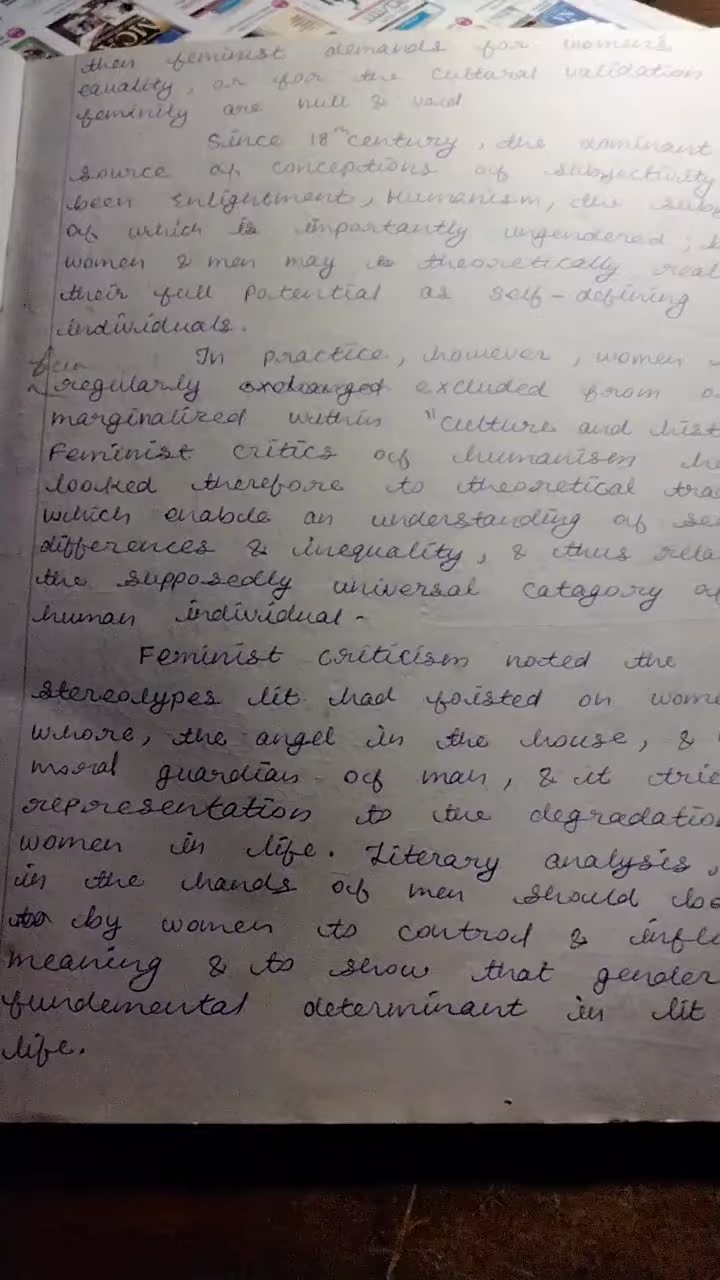 then feminist demands for women's
equality, or for the cultural validation
feminity are null & void
Since 18th century, the dominant
source of conceptions of subjectivity
been Enlightment, Humanism, the
of which is importantly ungendered;
women & men may is theoretically
their full potential as self-defining
individuals.
In practice, however, women
regularly excluded from
marginalized within "culture and
Feminist critics of humanism
looked therefore to theoretical
which enable an understanding of
differences & inequality, & thus
the supposedly universal catagory
human individual-
Feminist criticism noted the
stereotypes lit had foisted on
whore, the angel in the house, &
moral guardian of man, & it
representation to the
women in life. Literary analysis,
in the hands of men should
by women to control &
meaning & to show that gender
fundemental determinant in lit
life.